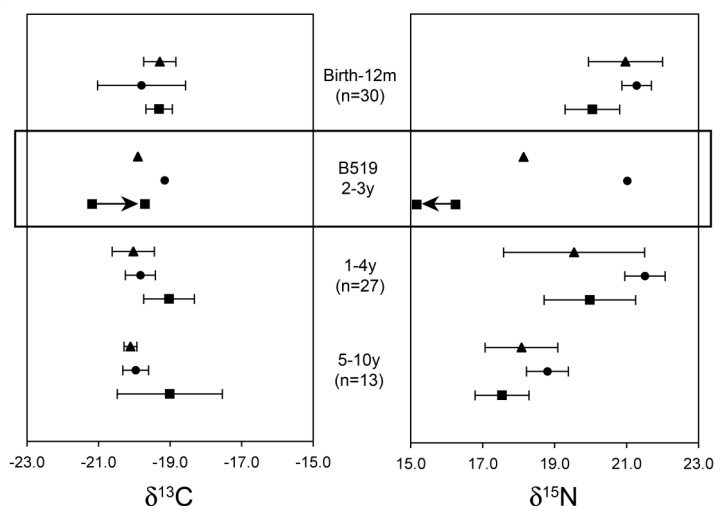 Birth-12m
(n=30)
B519
2-3y
1-4y
(n=27)
5-10y
(n=13)
-23.0 -21.0 -19.0 -17.0 -15.0
15.0 17.0 19.0 21.0 23.0
δ¹³C
δ¹⁵N